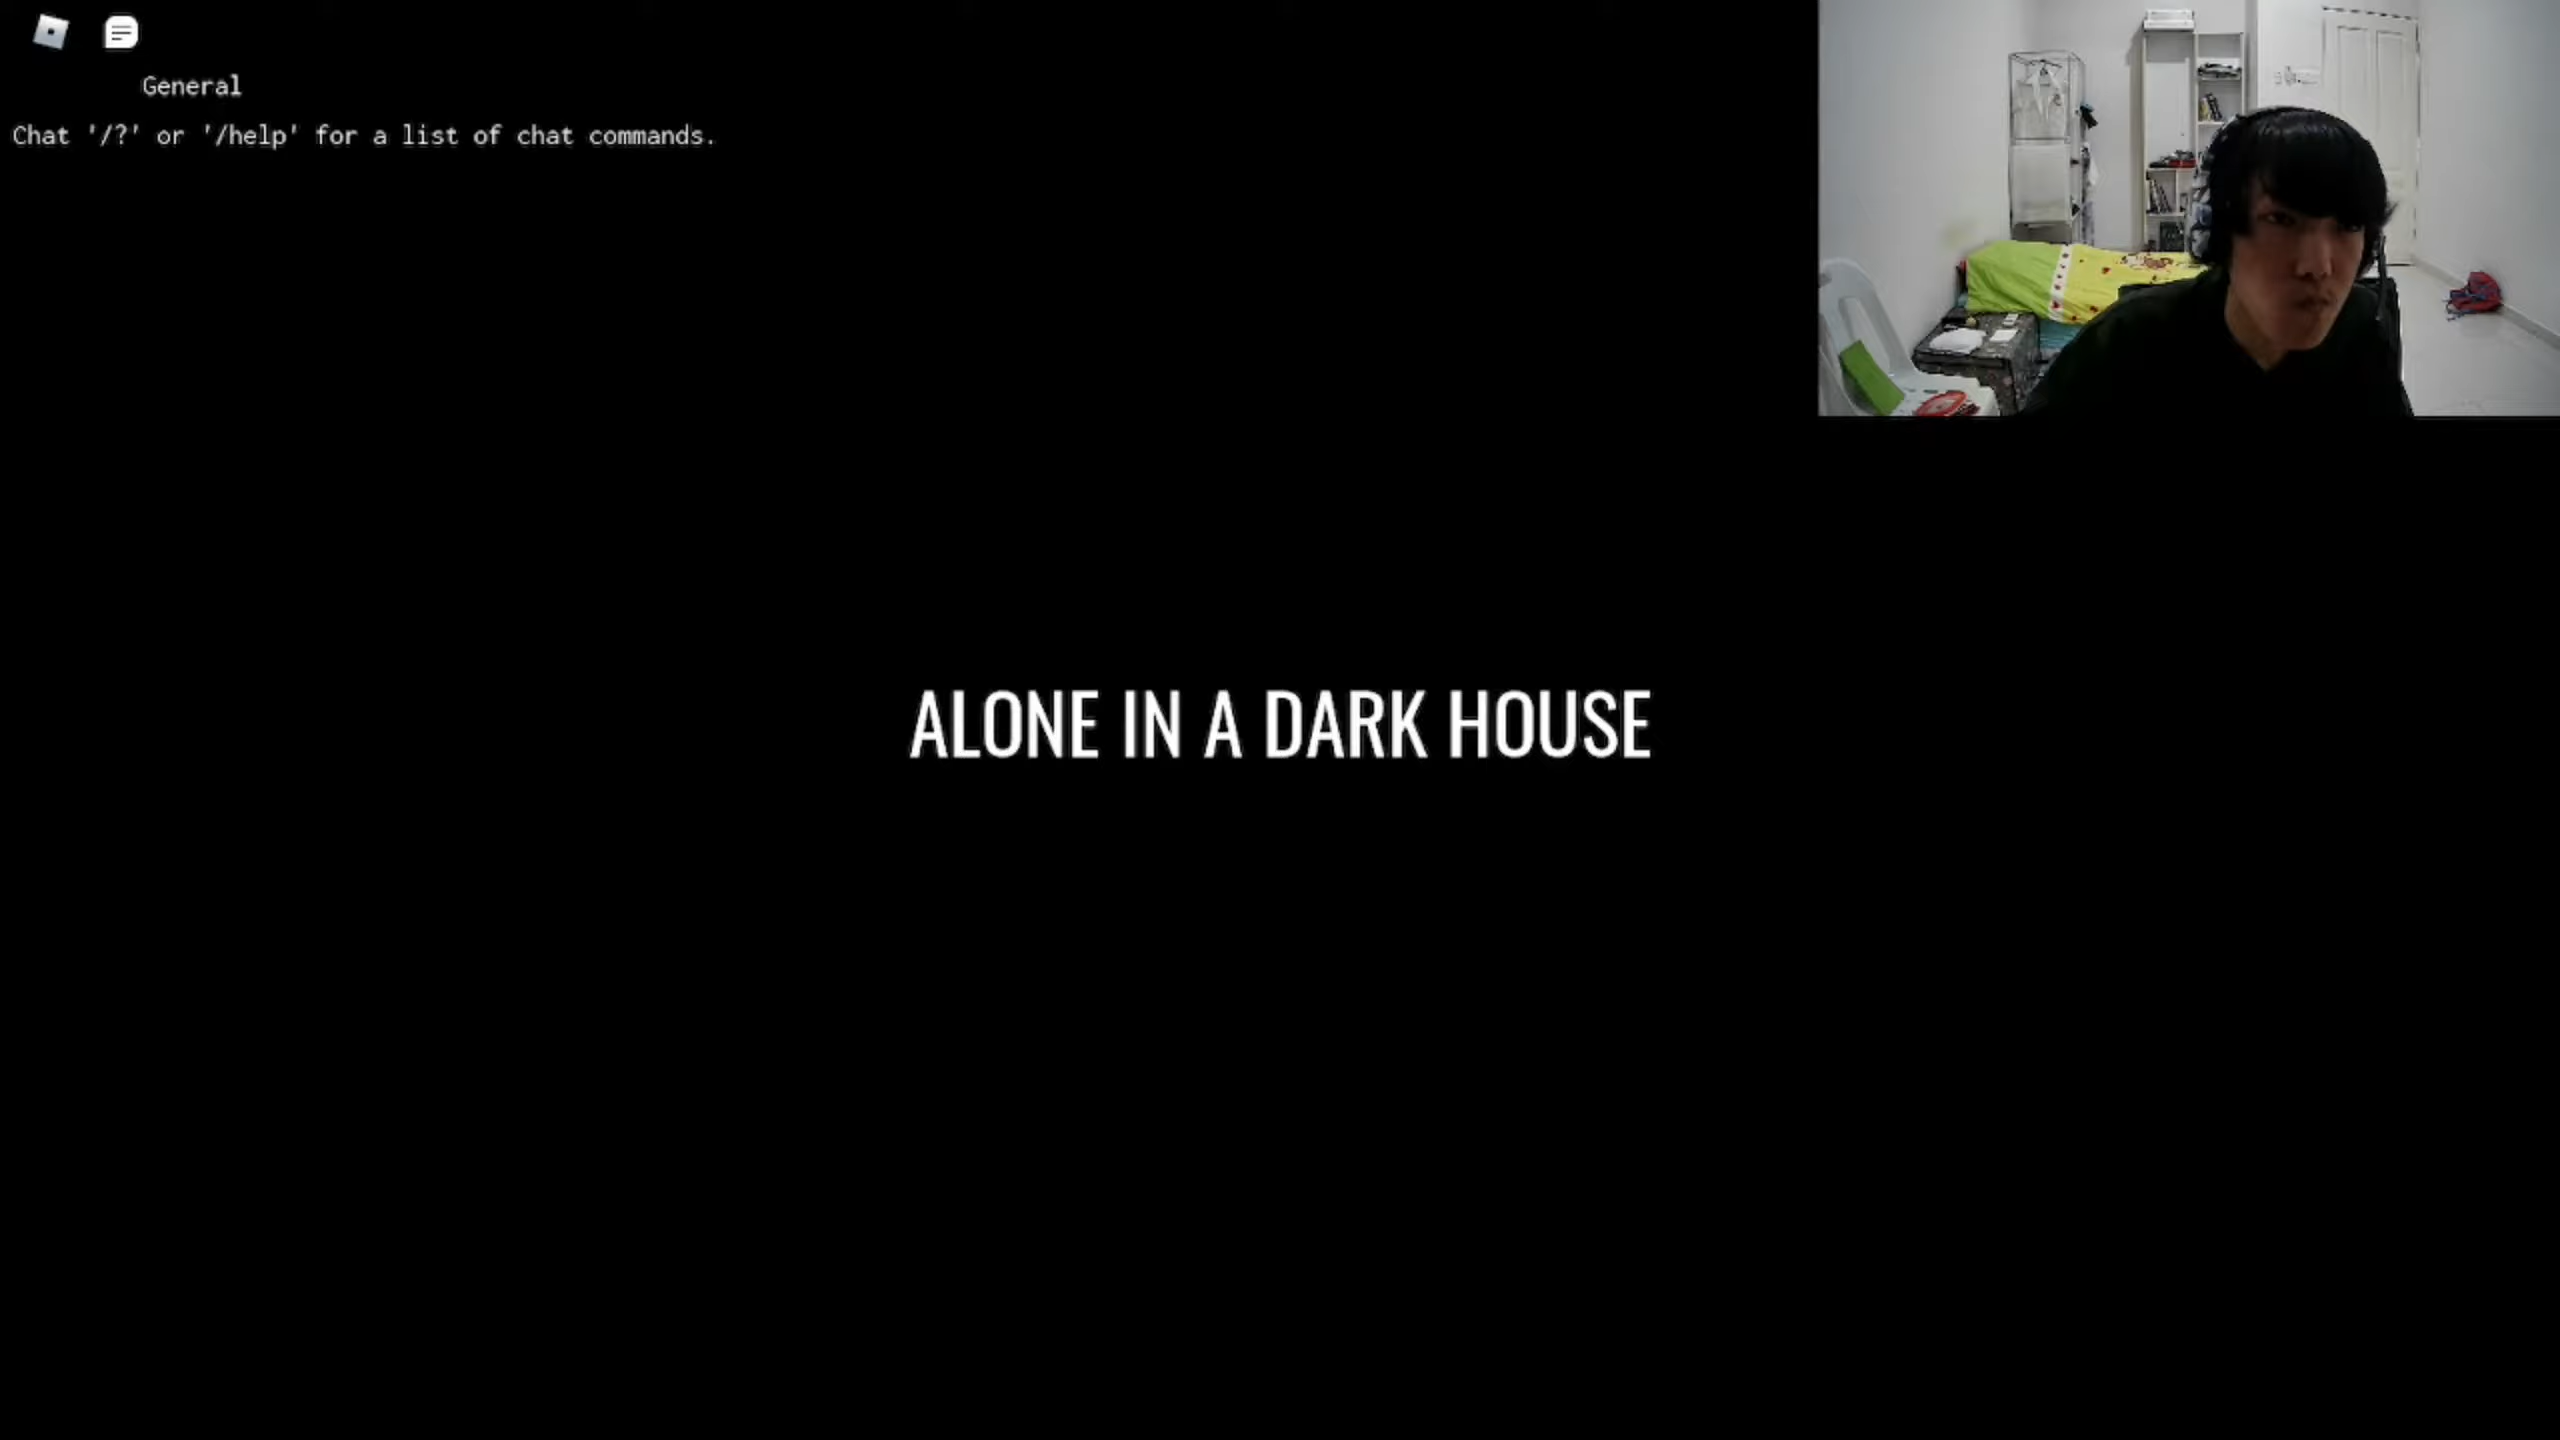 General
Chat '/?' or '/help' for a list of chat commands.
ALONE IN A DARK HOUSE